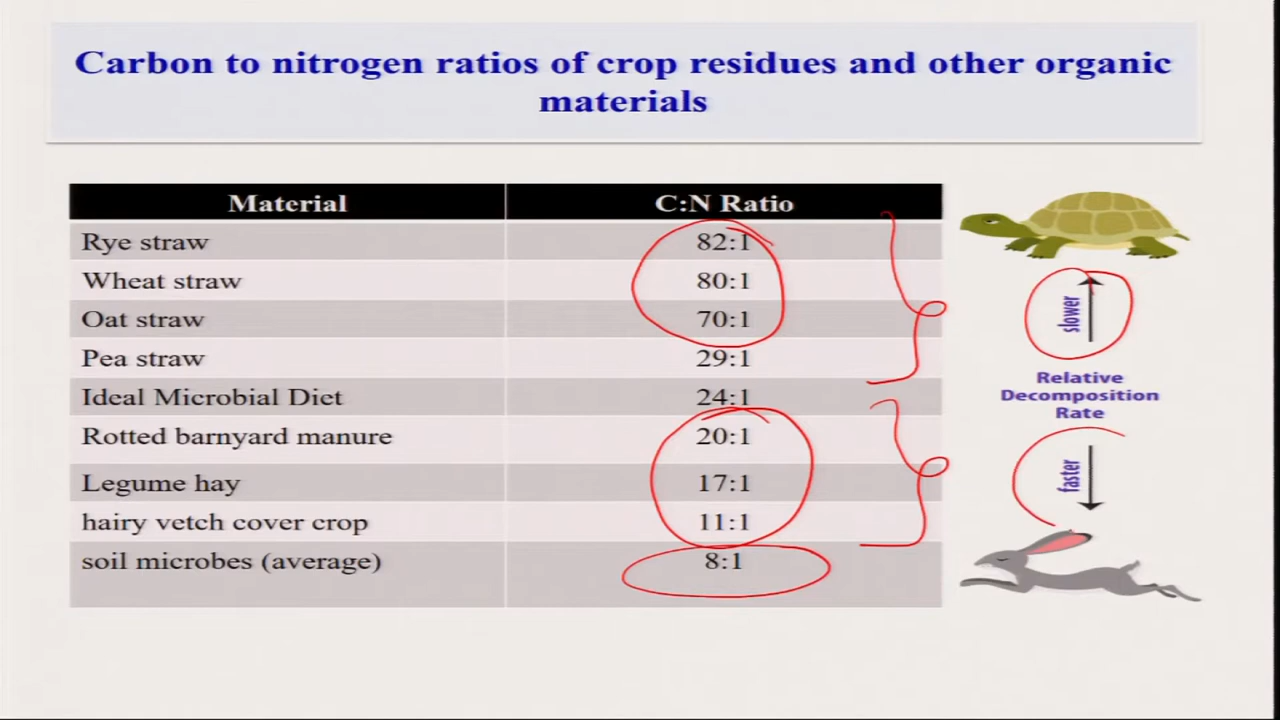 Carbon to nitrogen ratios of crop residues and other organic
materials
Material C:N Ratio
Rye straw 82:1
Wheat straw 80:1
Oat straw 70:1
Pea straw 29:1
Ideal Microbial Diet 24:1
Rotted barnyard manure 20:1
Legume hay 17:1
hairy vetch cover crop 11:1
soil microbes (average) 8:1
slower
Relative
Decomposition
Rate
faster